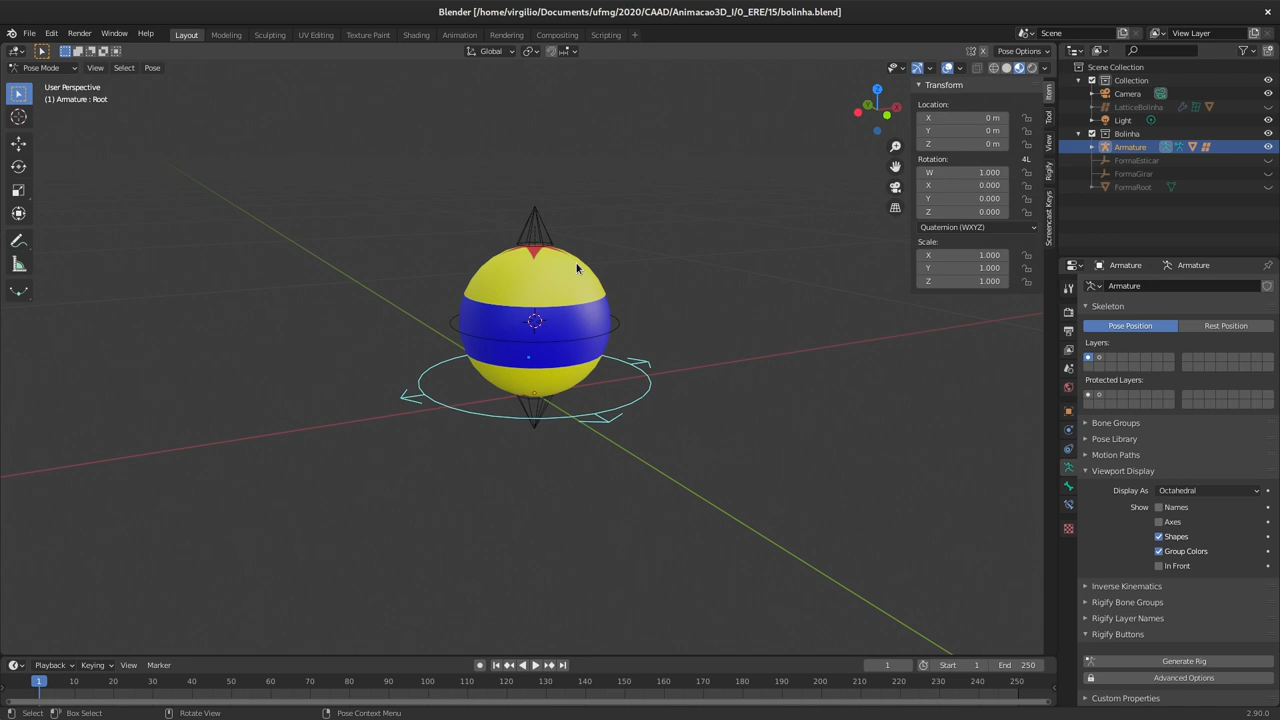 Blender [/home/virgilio/Documents/ufmg/2020/CAAD/Animacao3D_I/0_ERE/15/bolinha.blend]
File Edit Render Window Help Layout Modeling Sculpting UV Editing Texture Paint Shading Animation Rendering Compositing Scripting + Scene View Layer
Global Pose Options
Pose Mode View Select Pose
User Perspective
(1) Armature : Root
Z
X
Y
Transform
Location:
X 0 m
Y 0 m
Z 0 m
Rotation: 4L
W 1.000
X 0.000
Y 0.000
Z 0.000
Quaternion (WXYZ)
Scale:
X 1.000
Y 1.000
Z 1.000
Item
Tool
View
Rigify
Screencast Keys
Scene Collection
Collection
Camera
LatticeBolinha
Light
Bolinha
Armature
FormaEsticar
FormaGirar
FormaRoot
Armature Armature
Armature
Skeleton
Pose Position Rest Position
Layers:
Protected Layers:
Bone Groups
Pose Library
Motion Paths
Viewport Display
Display As Octahedral
Show Names
Axes
Shapes
Group Colors
In Front
Inverse Kinematics
Rigify Bone Groups
Rigify Layer Names
Rigify Buttons
Generate Rig
Advanced Options
Custom Properties
Playback Keying View Marker 1 Start 1 End 250
1 10 20 30 40 50 60 70 80 90 100 110 120 130 140 150 160 170 180 190 200 210 220 230 240 250
Select Box Select Rotate View Pose Context Menu 2.90.0